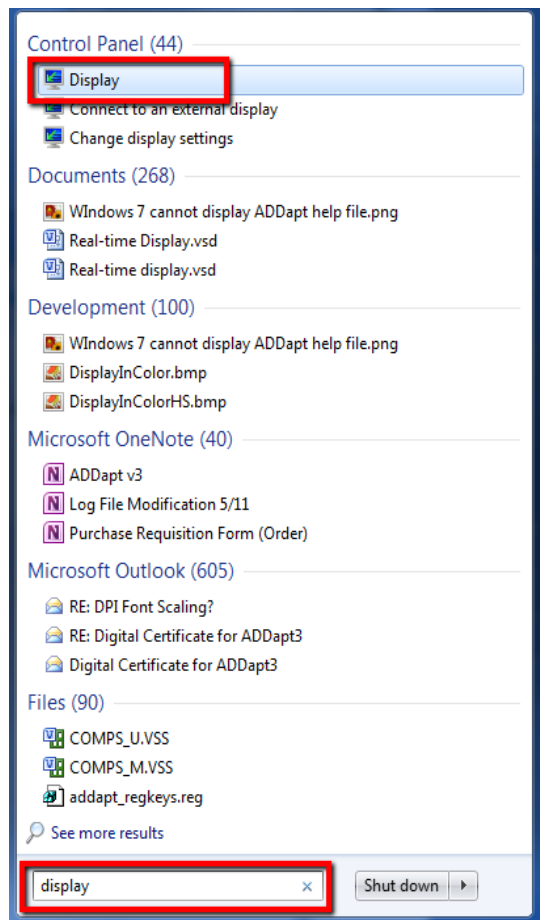 Control Panel (44)
Display
Connect to an external display
Change display settings
Documents (268)
WIndows 7 cannot display ADDapt help file.png
Real-time Display.vsd
Real-time display.vsd
Development (100)
WIndows 7 cannot display ADDapt help file.png
DisplayInColor.bmp
DisplayInColorHS.bmp
Microsoft OneNote (40)
ADDapt v3
Log File Modification 5/11
Purchase Requisition Form (Order)
Microsoft Outlook (605)
RE: DPI Font Scaling?
RE: Digital Certificate for ADDapt3
Digital Certificate for ADDapt3
Files (90)
COMPS_U.VSS
COMPS_M.VSS
addapt_regkeys.reg
See more results
display × Shut down